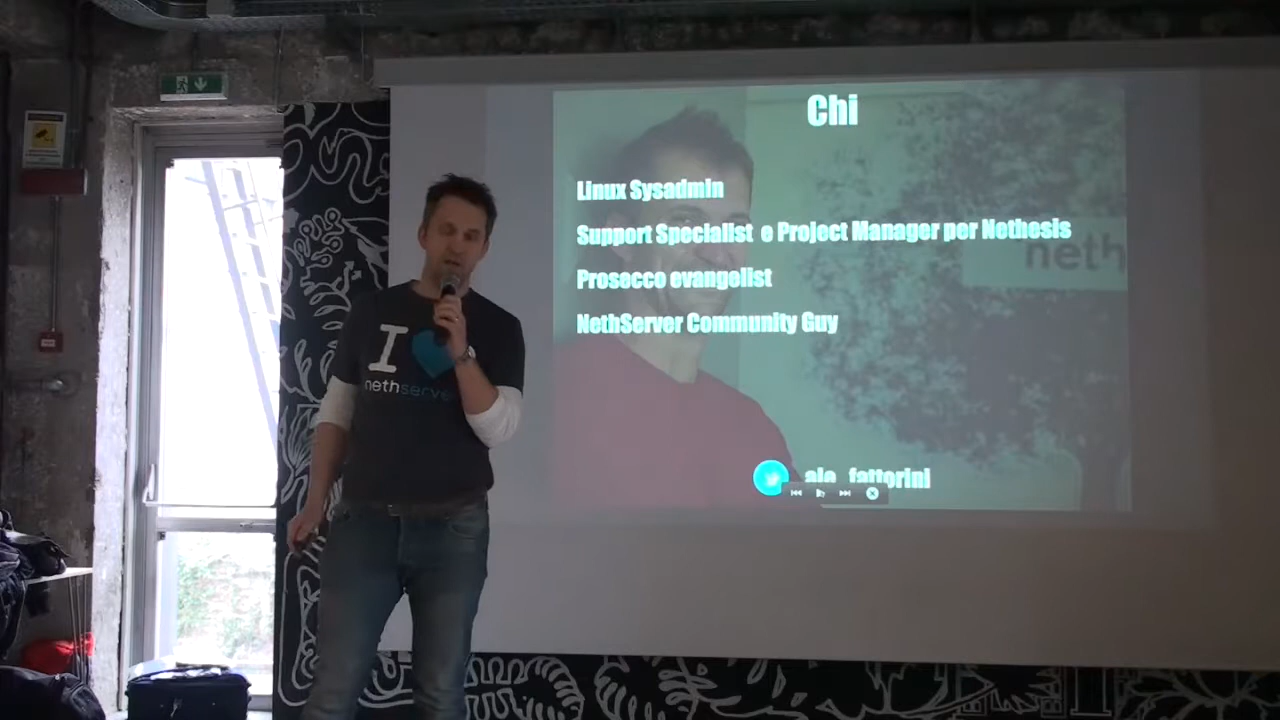 Chi
Linux Sysadmin
Support Specialist e Project Manager per Nethesis
neth
Prosecco evangelist
NethServer Community Guy
ale_fattorini
I
nethserver